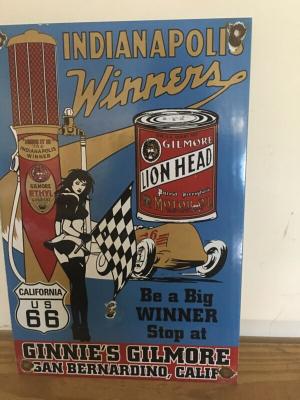 INDIANAPOLIS
Winners
INDIANAPOLIS
WINNER
GILMORE
ETHYL
GILMORE
LION HEAD
MOTOR OIL
CALIFORNIA
US
66
6
Be a Big
WINNER
Stop at
GINNIE'S GILMORE
SAN BERNARDINO, CALIF